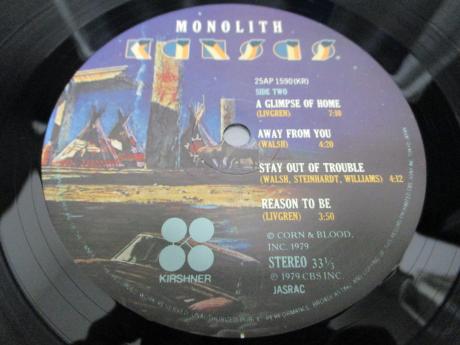 MONOLITH
KANSAS
25AP 1590(KR)
SIDE TWO
A GLIMPSE OF HOME
(LIVGREN) 7:10
AWAY FROM YOU
(WALSH) 4:20
STAY OUT OF TROUBLE
(WALSH, STEINHARDT, WILLIAMS) 4:12
REASON TO BE
(LIVGREN) 3:50
© CORN & BLOOD,
INC. 1979
STEREO 33⅓
℗ 1979 CBS INC.
JASRAC
KIRSHNER